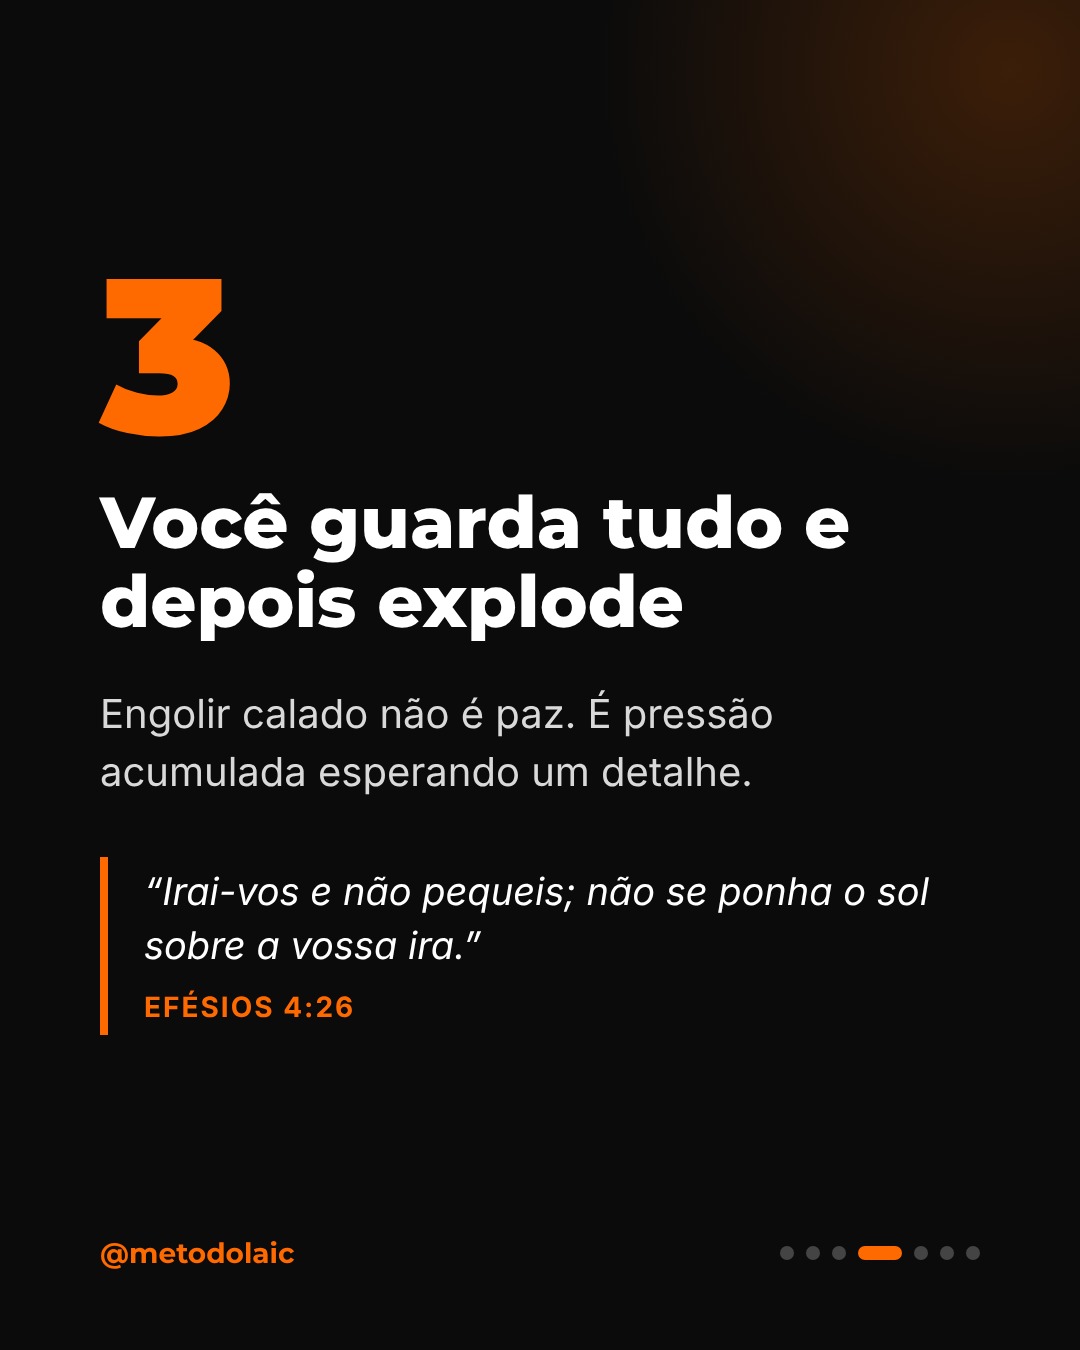 3
Você guarda tudo e
depois explode
Engolir calado não é paz. É pressão
acumulada esperando um detalhe.
“Irai-vos e não pequeis; não se ponha o sol
sobre a vossa ira.”
EFÉSIOS 4:26
@metodolaic